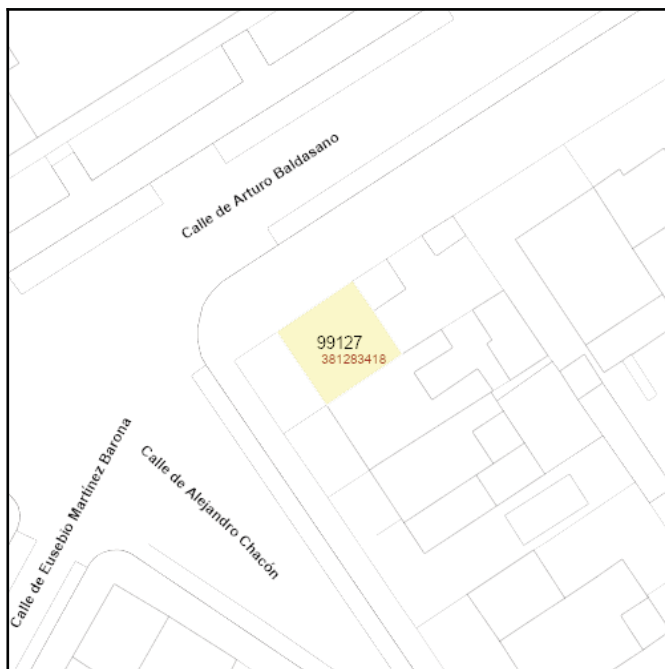 Calle de Arturo Baldasano
99127
381283418
Calle de Eusebio Martínez Barona
Calle de Alejandro Chacón